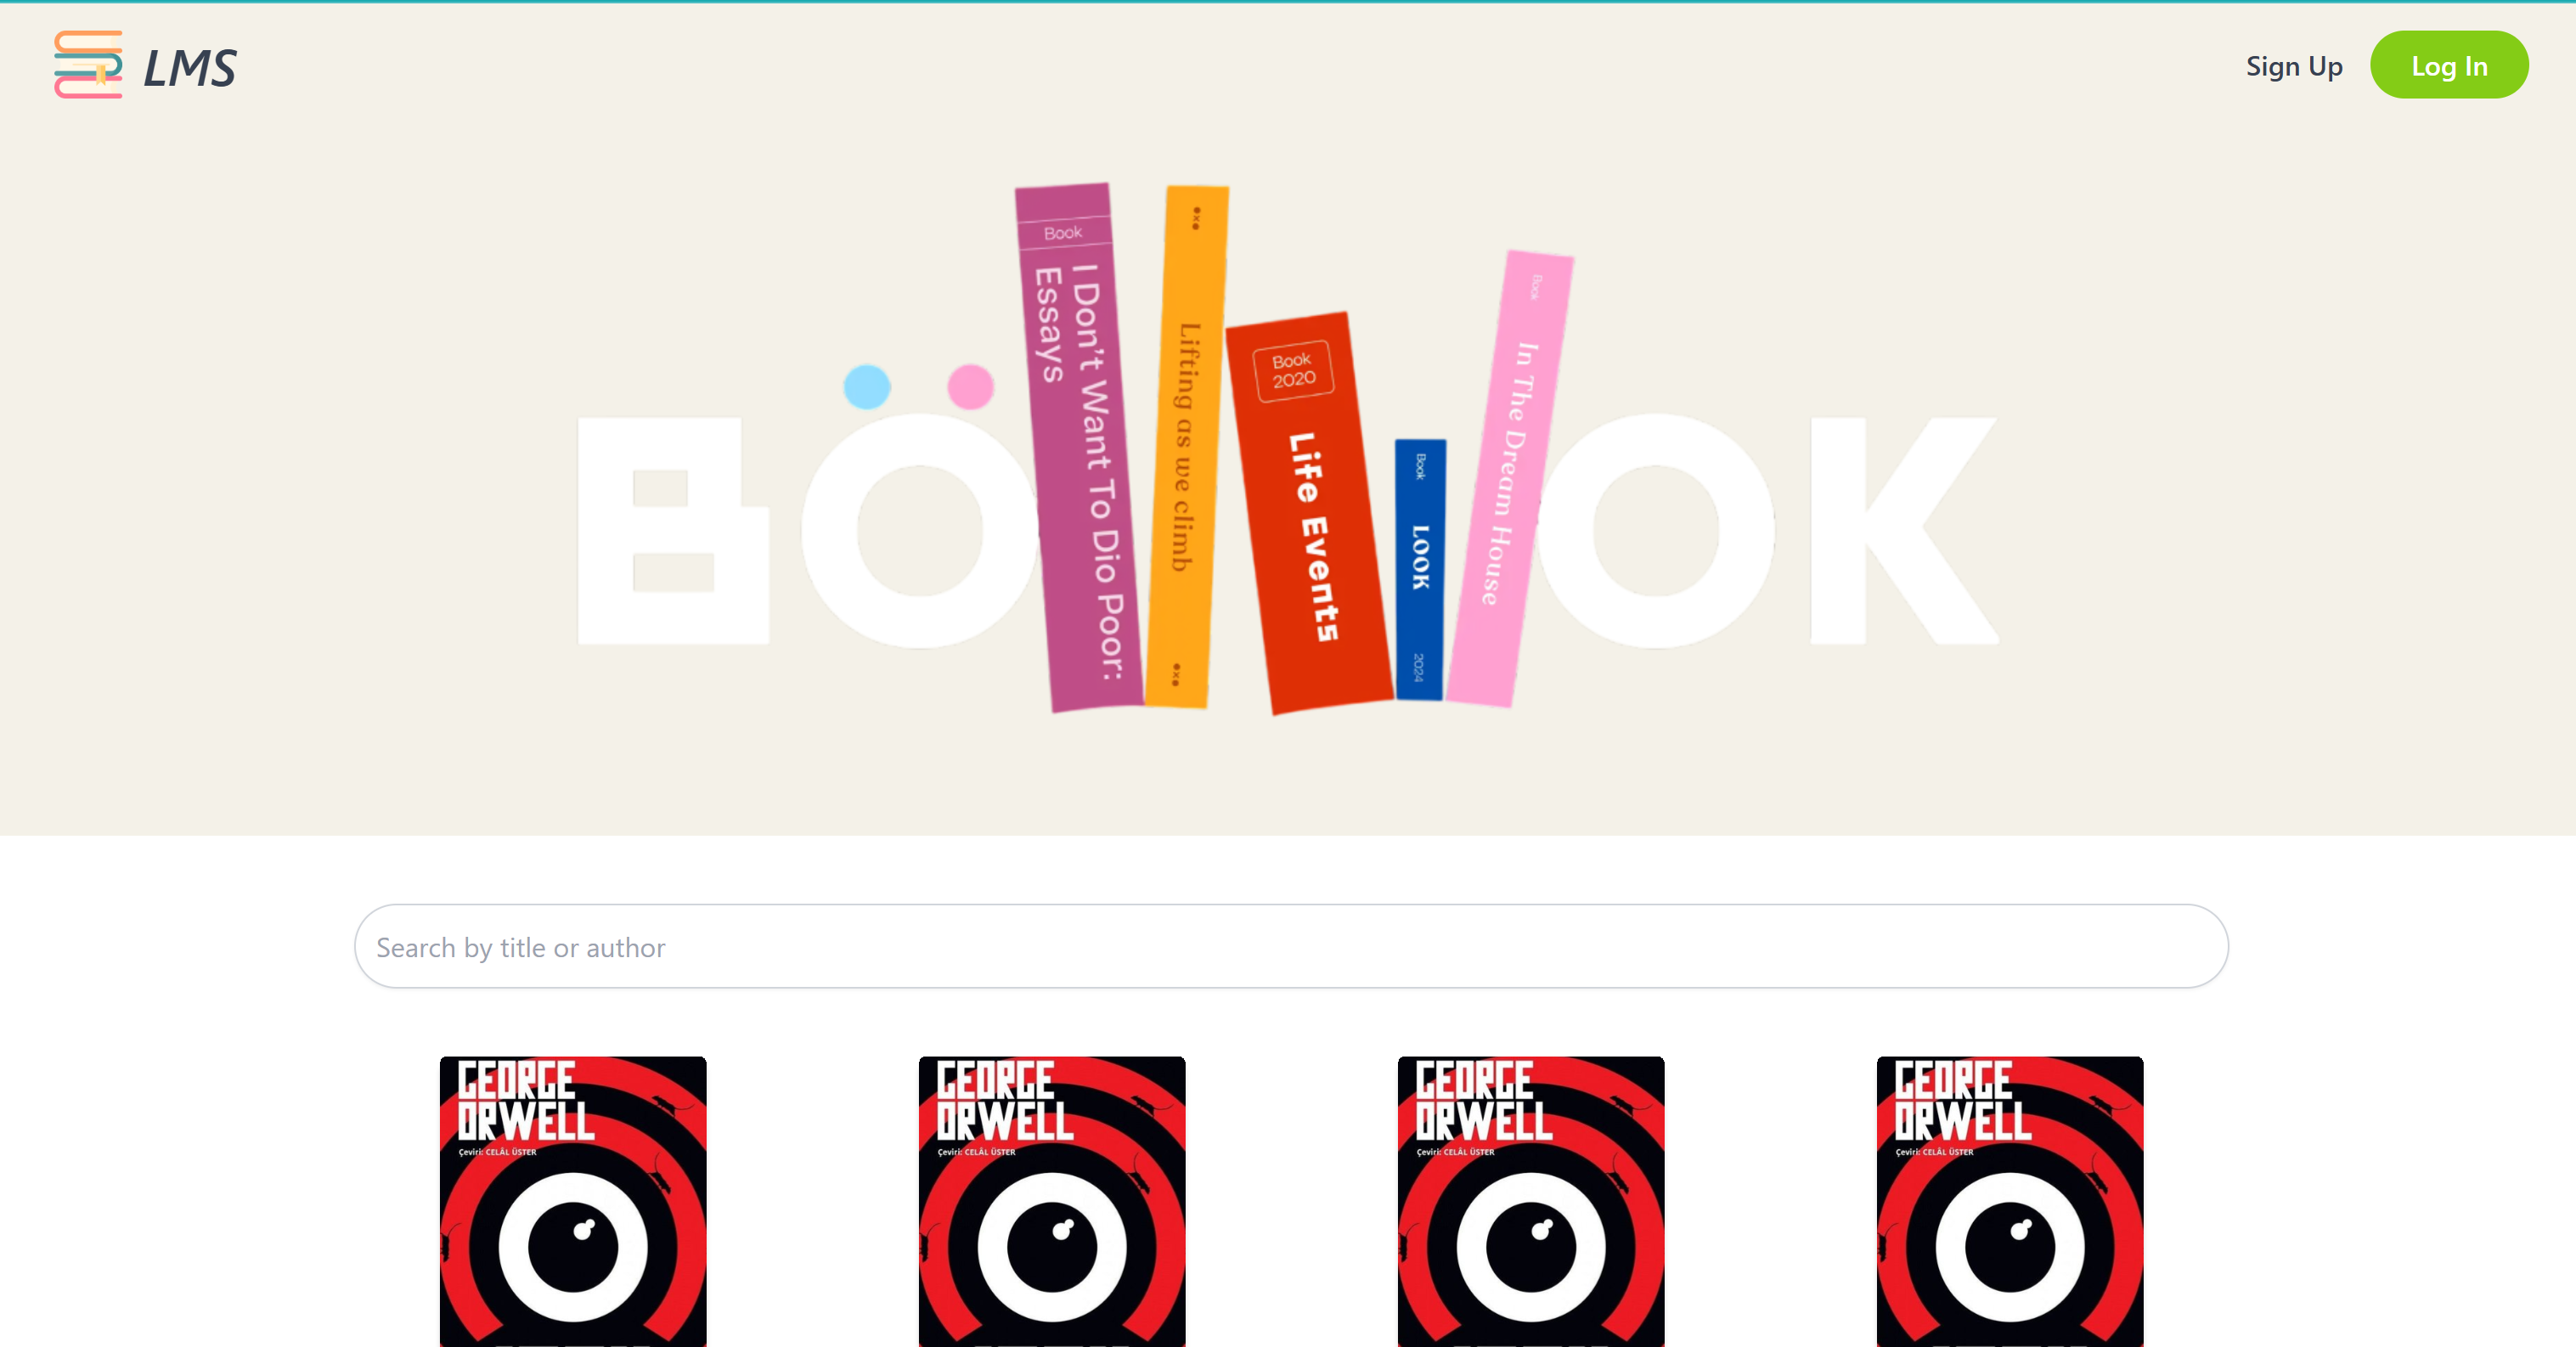 LMS
Sign Up
Log In
BÖ
OK
Book
I Don't Want To Dio Poor:
Essays
Lifting as we climb
Book
2020
Life Events
Book
LOOK
2024
Book
In The Dream House
Search by title or author
GEORGE
ORWELL
Çeviri: CELÂL ÜSTER
GEORGE
ORWELL
Çeviri: CELÂL ÜSTER
GEORGE
ORWELL
Çeviri: CELÂL ÜSTER
GEORGE
ORWELL
Çeviri: CELÂL ÜSTER